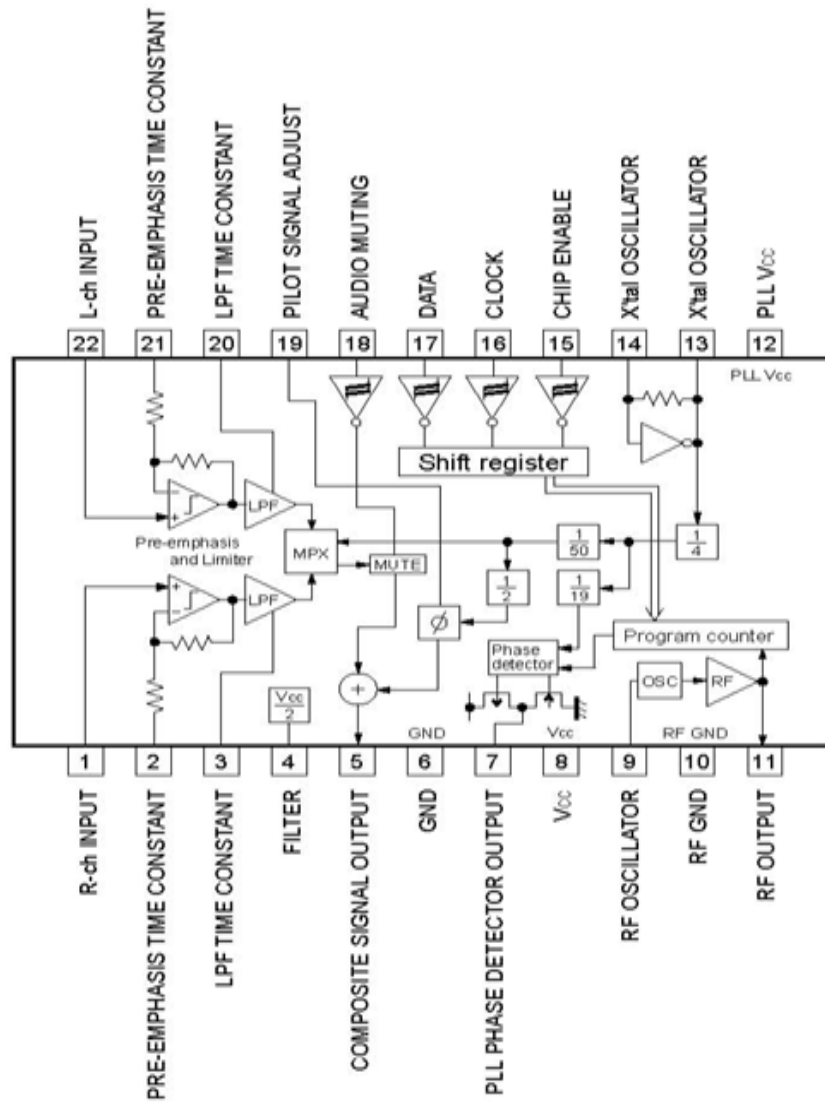 L-ch INPUT
PRE-EMPHASIS TIME CONSTANT
LPF TIME CONSTANT
PILOT SIGNAL ADJUST
AUDIO MUTING
DATA
CLOCK
CHIP ENABLE
X'tal OSCILLATOR
X'tal OSCILLATOR
PLL Vcc
22
21
20
19
18
17
16
15
14
13
12
PLL Vcc
Shift register
LPF
Pre-emphasis
and Limiter
MPX
MUTE
1
50
1
4
1
2
1
19
LPF
Ø
Phase
detector
Program counter
Vcc
2
+
OSC
RF
GND
Vcc
RF GND
1
2
3
4
5
6
7
8
9
10
11
R-ch INPUT
PRE-EMPHASIS TIME CONSTANT
LPF TIME CONSTANT
FILTER
COMPOSITE SIGNAL OUTPUT
GND
PLL PHASE DETECTOR OUTPUT
Vcc
RF OSCILLATOR
RF GND
RF OUTPUT